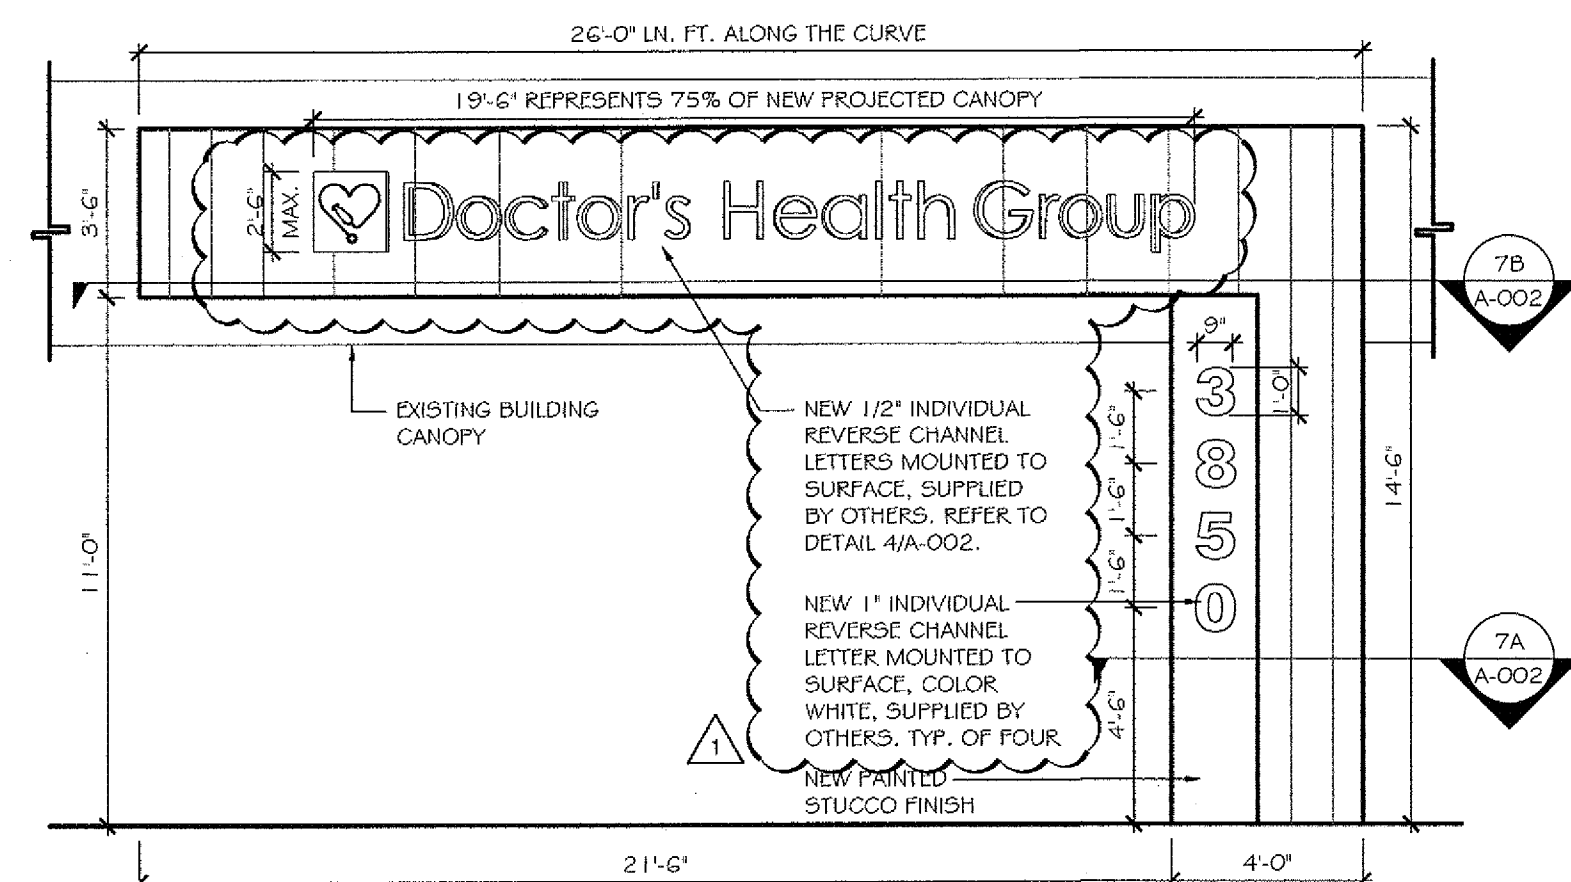 26'-0" LN. FT. ALONG THE CURVE
19'-6" REPRESENTS 75% OF NEW PROJECTED CANOPY
3'-6"
2'-6"
MAX.
Doctor's Health Group
7B
A-002
9"
3
8
5
0
1'-0"
EXISTING BUILDING
CANOPY
NEW 1/2" INDIVIDUAL
REVERSE CHANNEL
LETTERS MOUNTED TO
SURFACE, SUPPLIED
BY OTHERS. REFER TO
DETAIL 4/A-002.
1'-6"
1'-6"
1'-6"
14'-6"
11'-0"
NEW 1" INDIVIDUAL
REVERSE CHANNEL
LETTER MOUNTED TO
SURFACE, COLOR
WHITE, SUPPLIED BY
OTHERS. TYP. OF FOUR
7A
A-002
4'-6"
1
NEW PAINTED
STUCCO FINISH
21'-6"
4'-0"